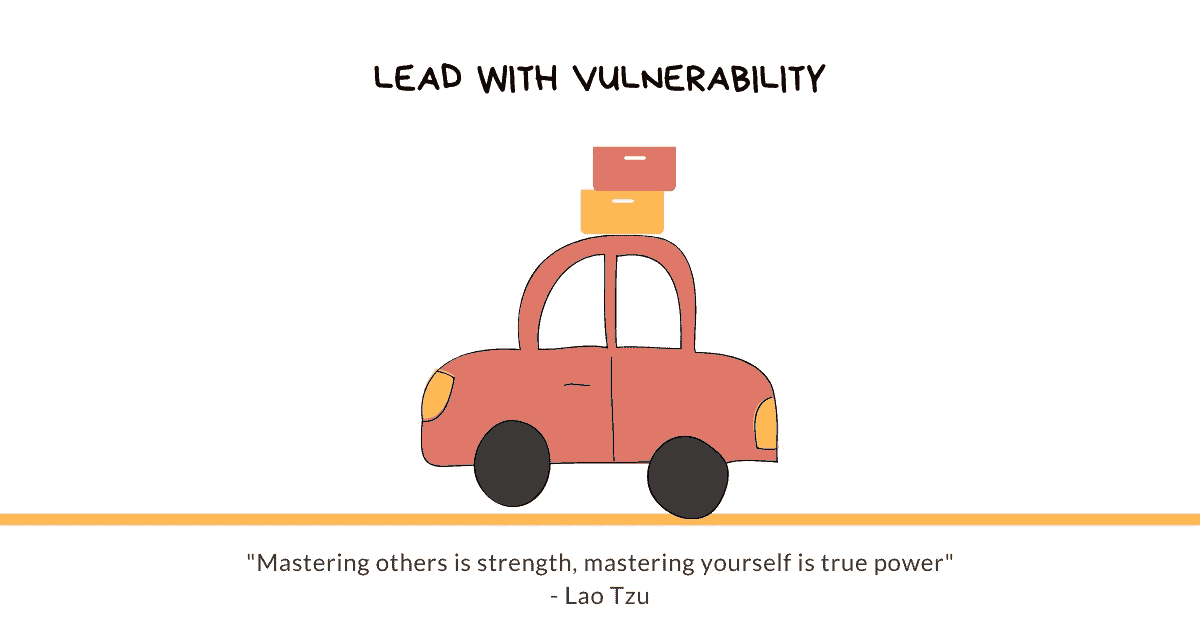 LEAD WITH VULNERABILITY
"Mastering others is strength, mastering yourself is true power"
- Lao Tzu